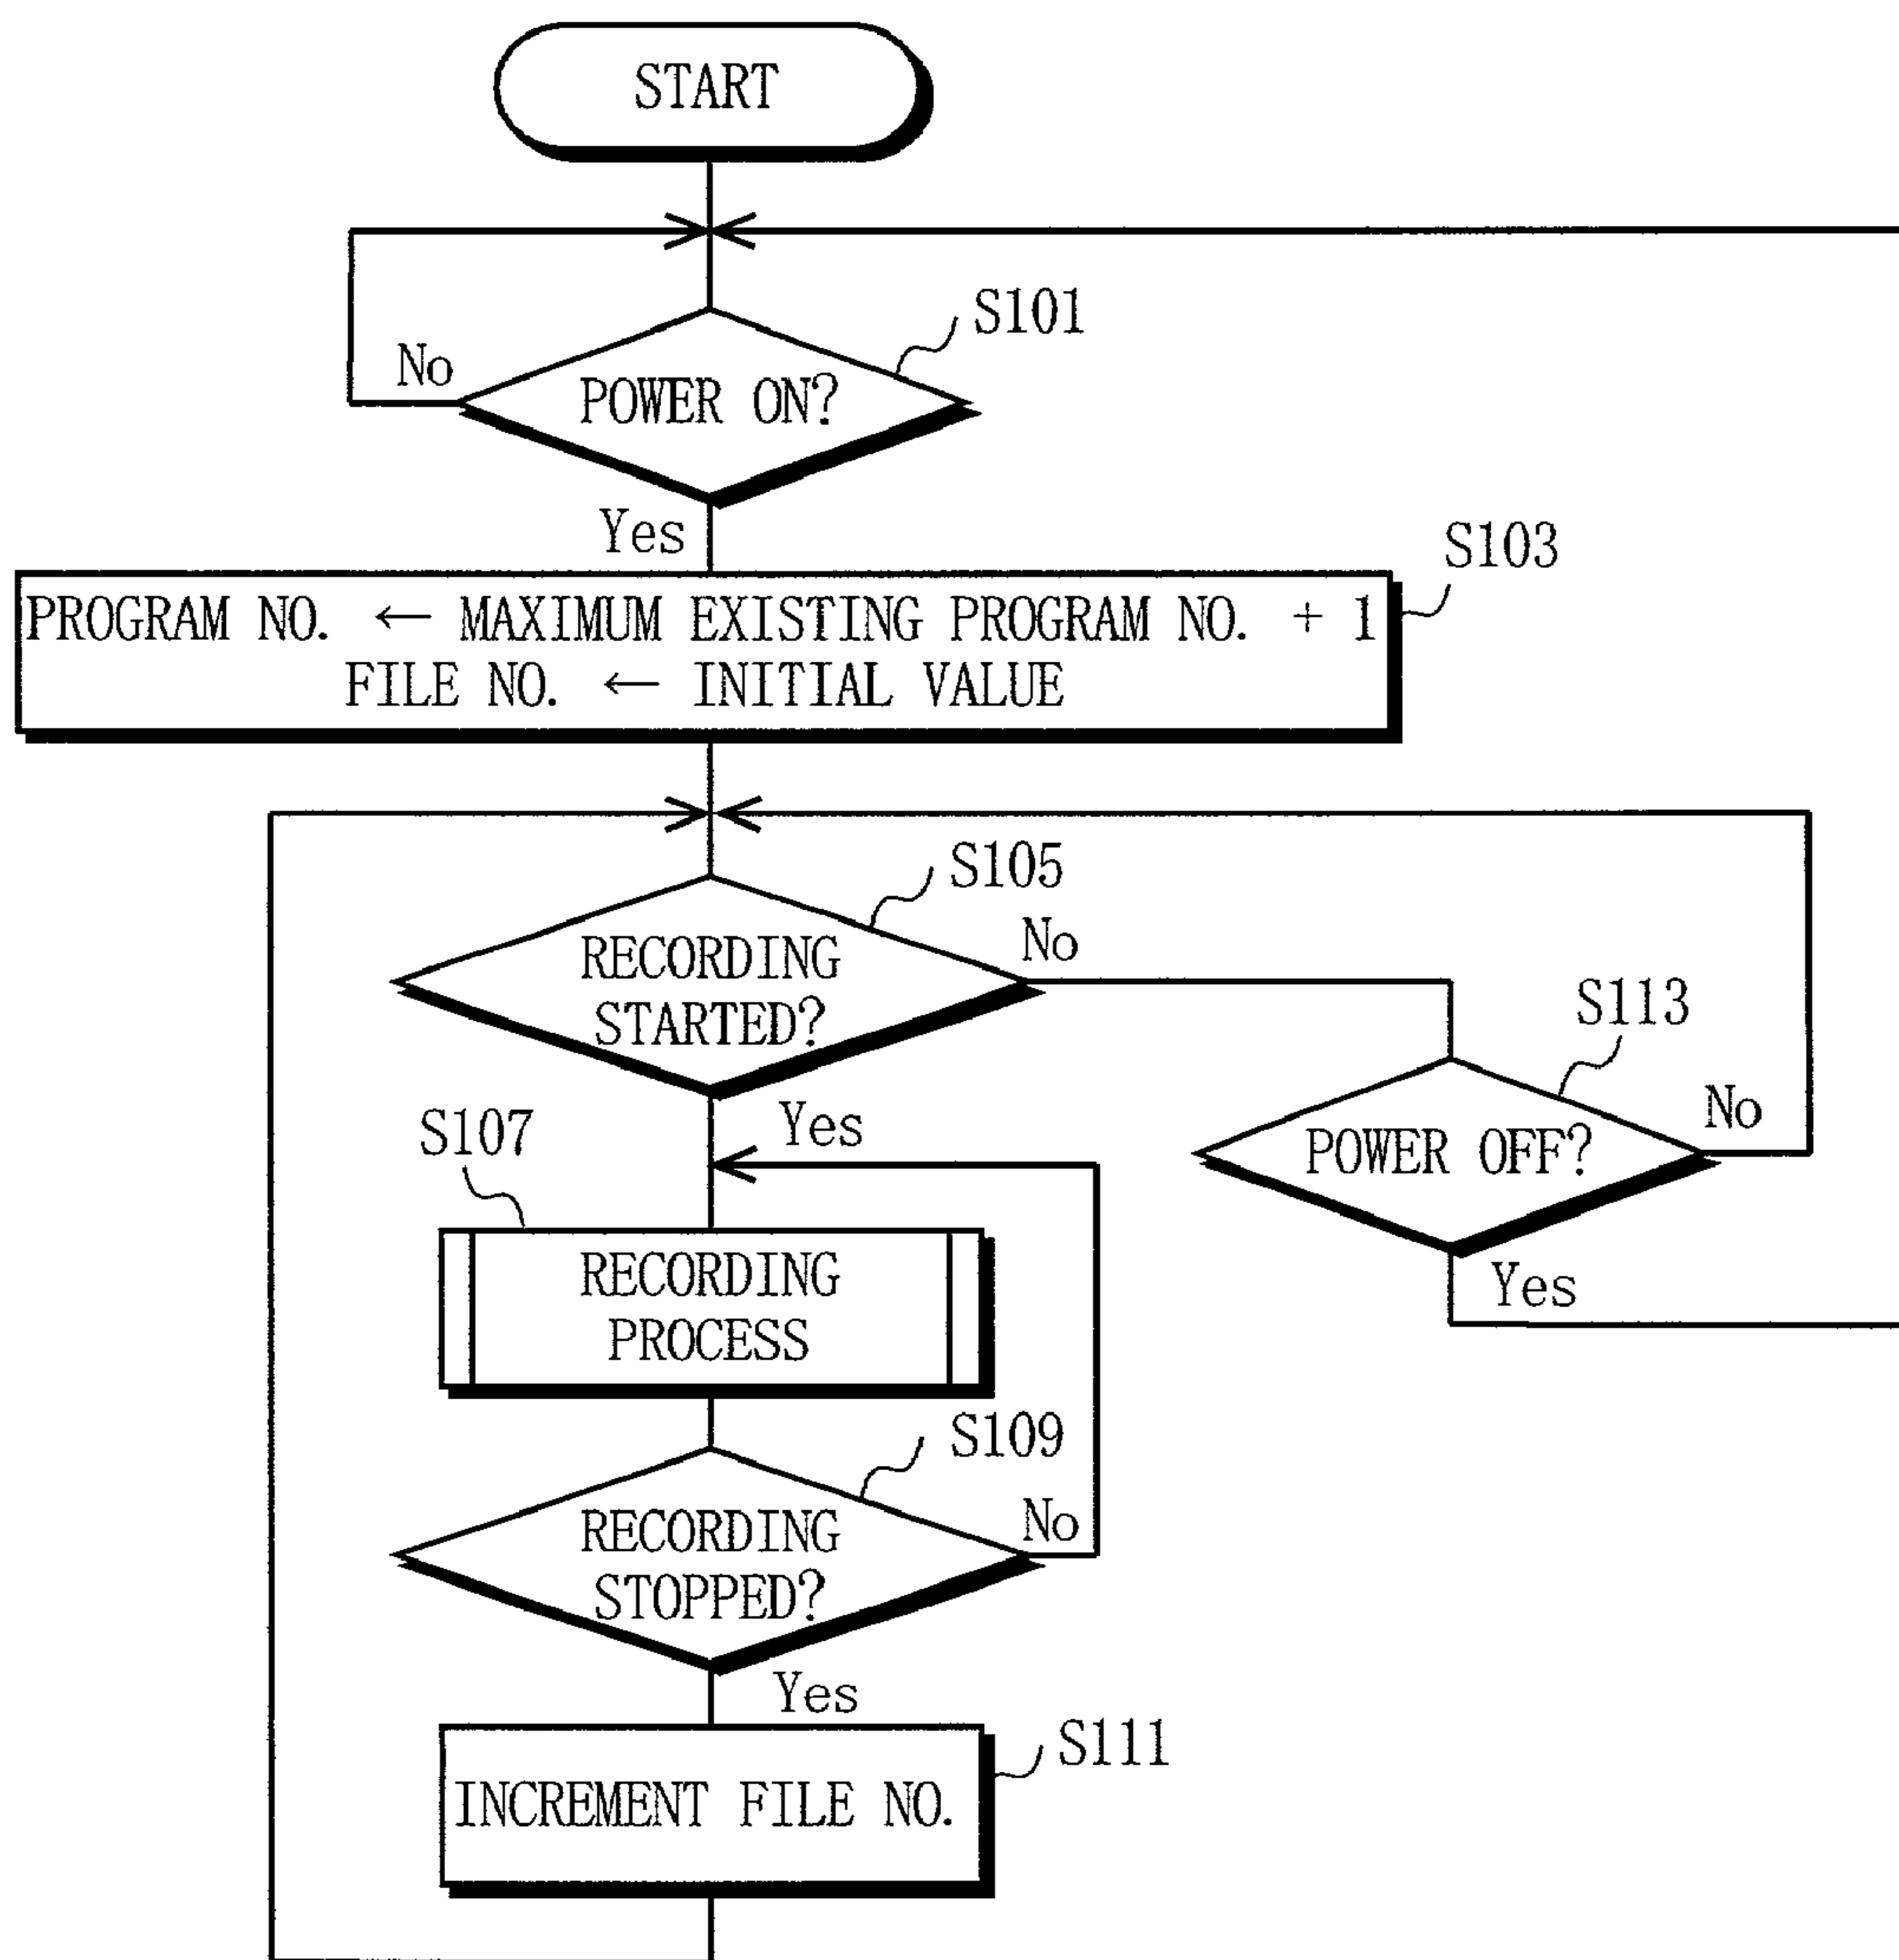 START
S101
No
POWER ON?
Yes
S103
PROGRAM NO. ← MAXIMUM EXISTING PROGRAM NO. + 1
FILE NO. ← INITIAL VALUE
S105
No
RECORDING
STARTED?
S113
Yes
No
S107
POWER OFF?
RECORDING
PROCESS
Yes
S109
No
RECORDING
STOPPED?
Yes
S111
INCREMENT FILE NO.